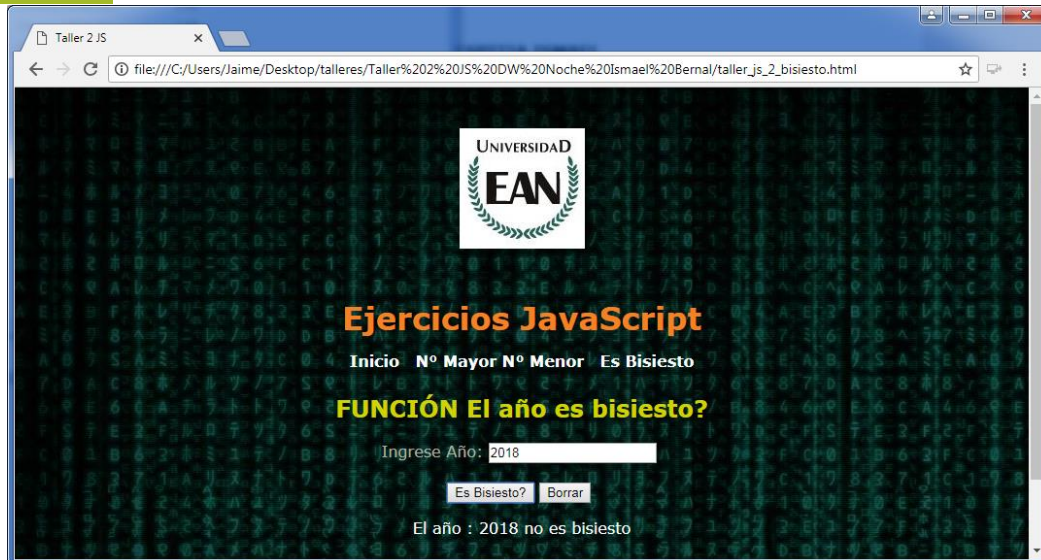 Taller 2 JS
file:///C:/Users/Jaime/Desktop/talleres/Taller%202%20JS%20DW%20Noche%20Ismael%20Bernal/taller_js_2_bisiesto.html
UNIVERSIDAD
EAN
Ejercicios JavaScript
Inicio Nº Mayor Nº Menor Es Bisiesto
FUNCIÓN El año es bisiesto?
Ingrese Año: 2018
Es Bisiesto? Borrar
El año : 2018 no es bisiesto